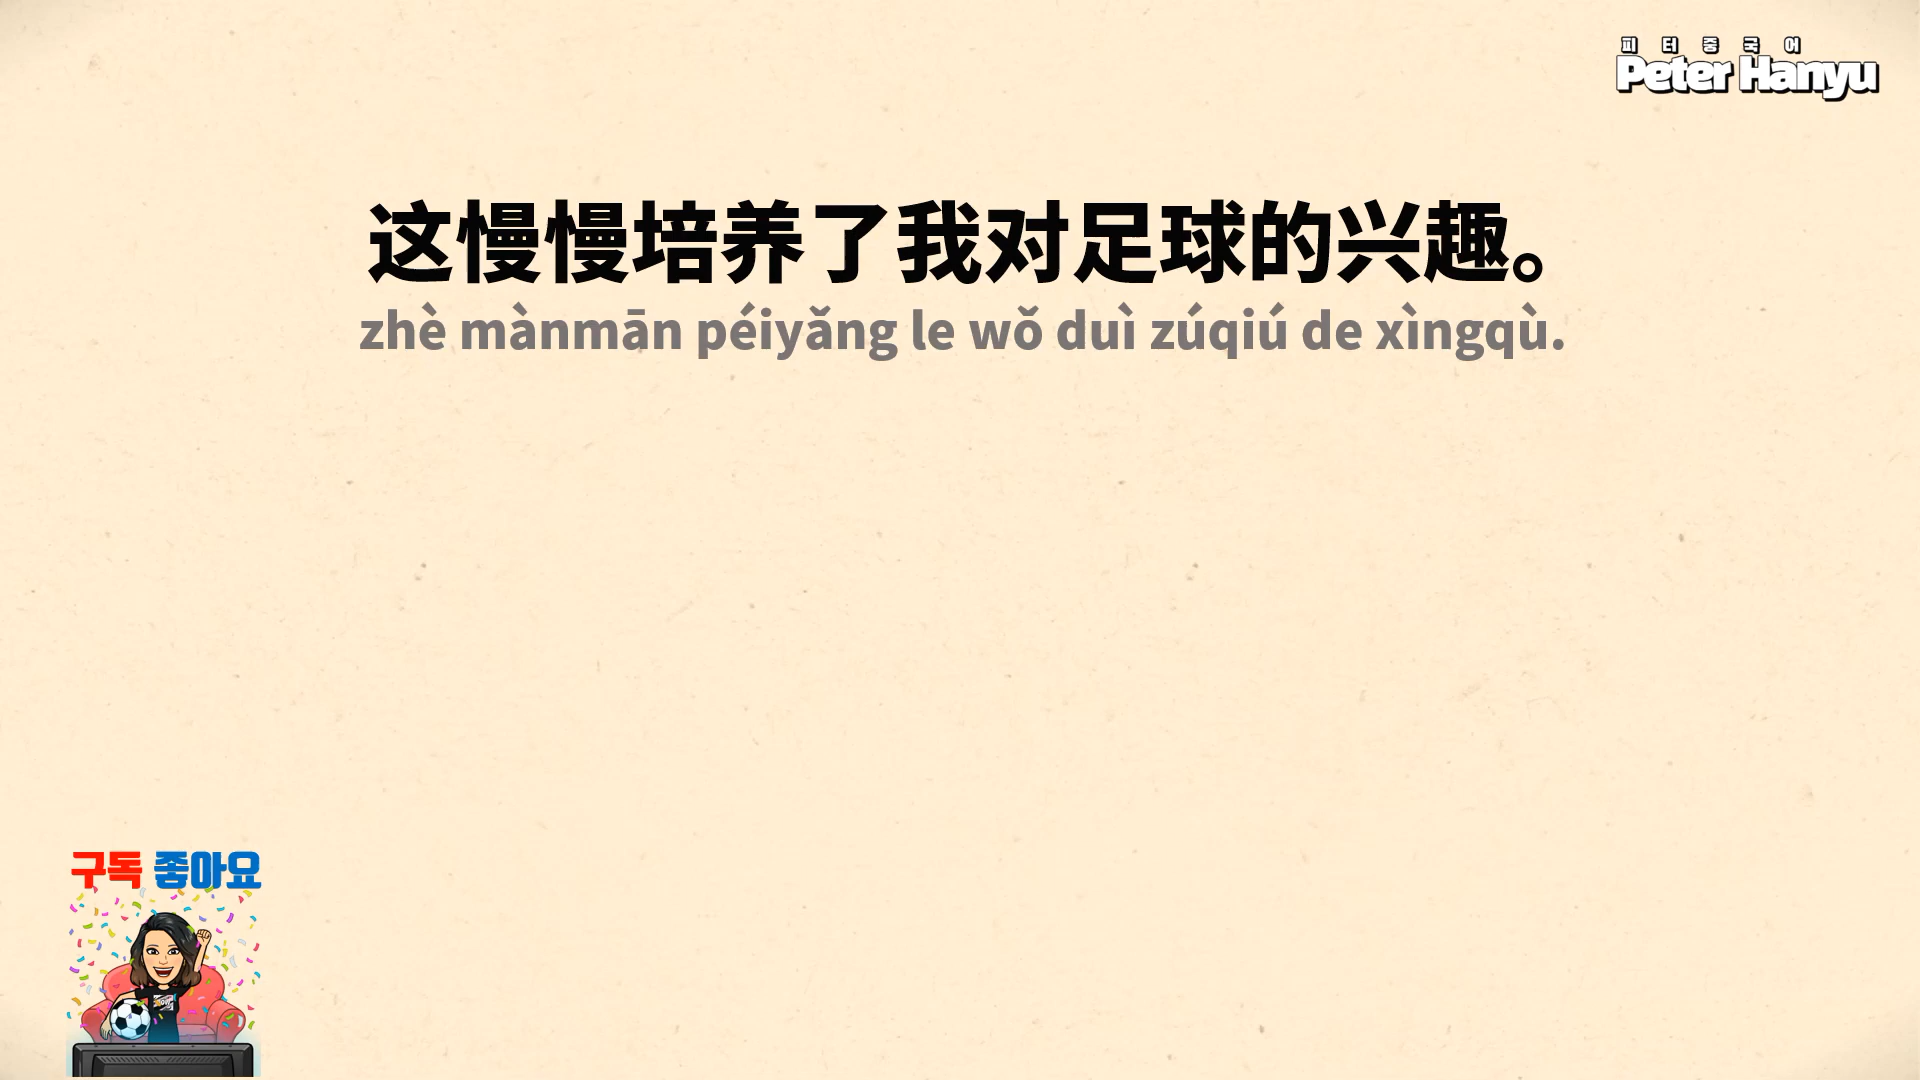 피터중국어
Peter Hanyu
这慢慢培养了我对足球的兴趣。
zhè mànmān péiyǎng le wǒ duì zúqiú de xìngqù.
구독 좋아요